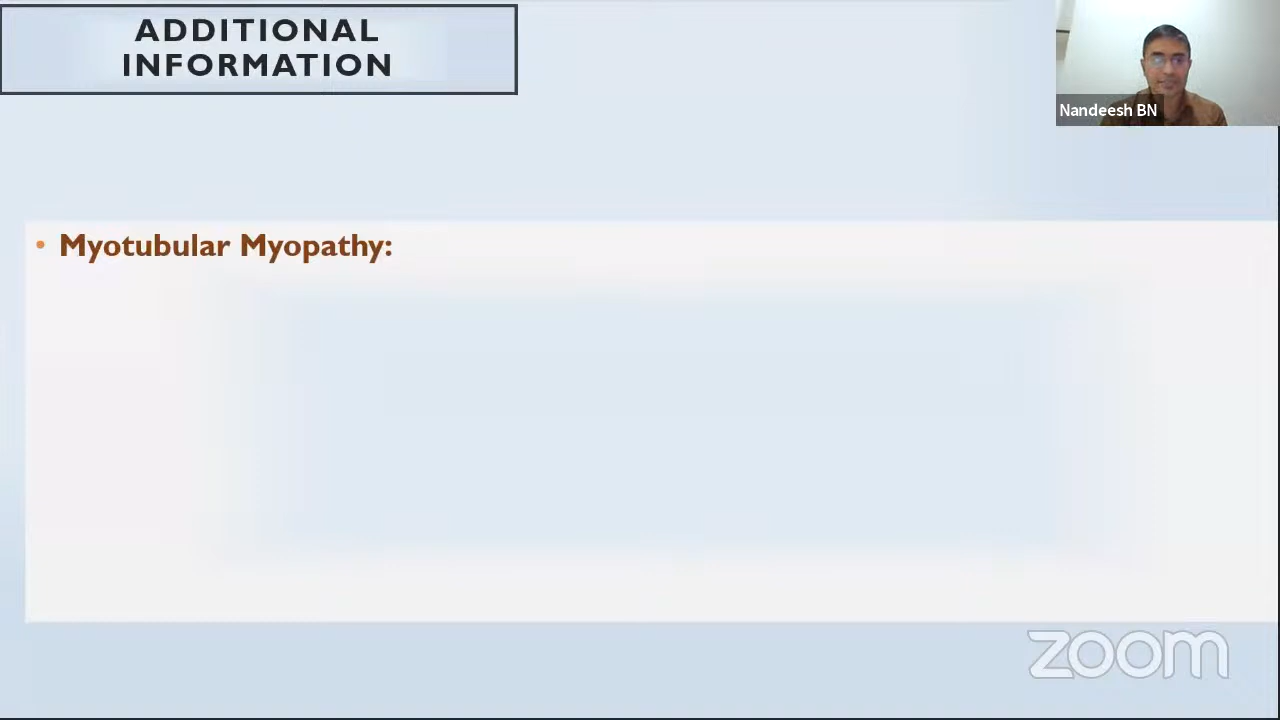 ADDITIONAL
INFORMATION
Nandeesh BN
• Myotubular Myopathy:
zoom